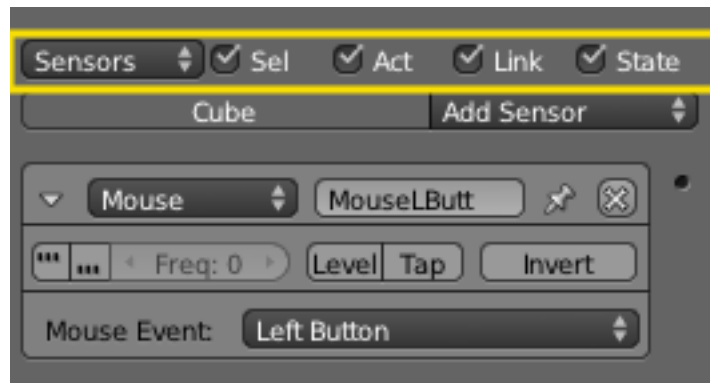 Sensors Sel Act Link State
Cube Add Sensor
Mouse MouseLButt
Freq: 0 Level Tap Invert
Mouse Event: Left Button